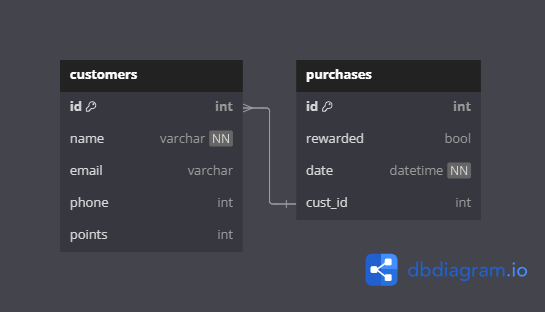 customers
id int
name varchar NN
email varchar
phone int
points int
purchases
id int
rewarded bool
date datetime NN
cust_id int
dbdiagram.io